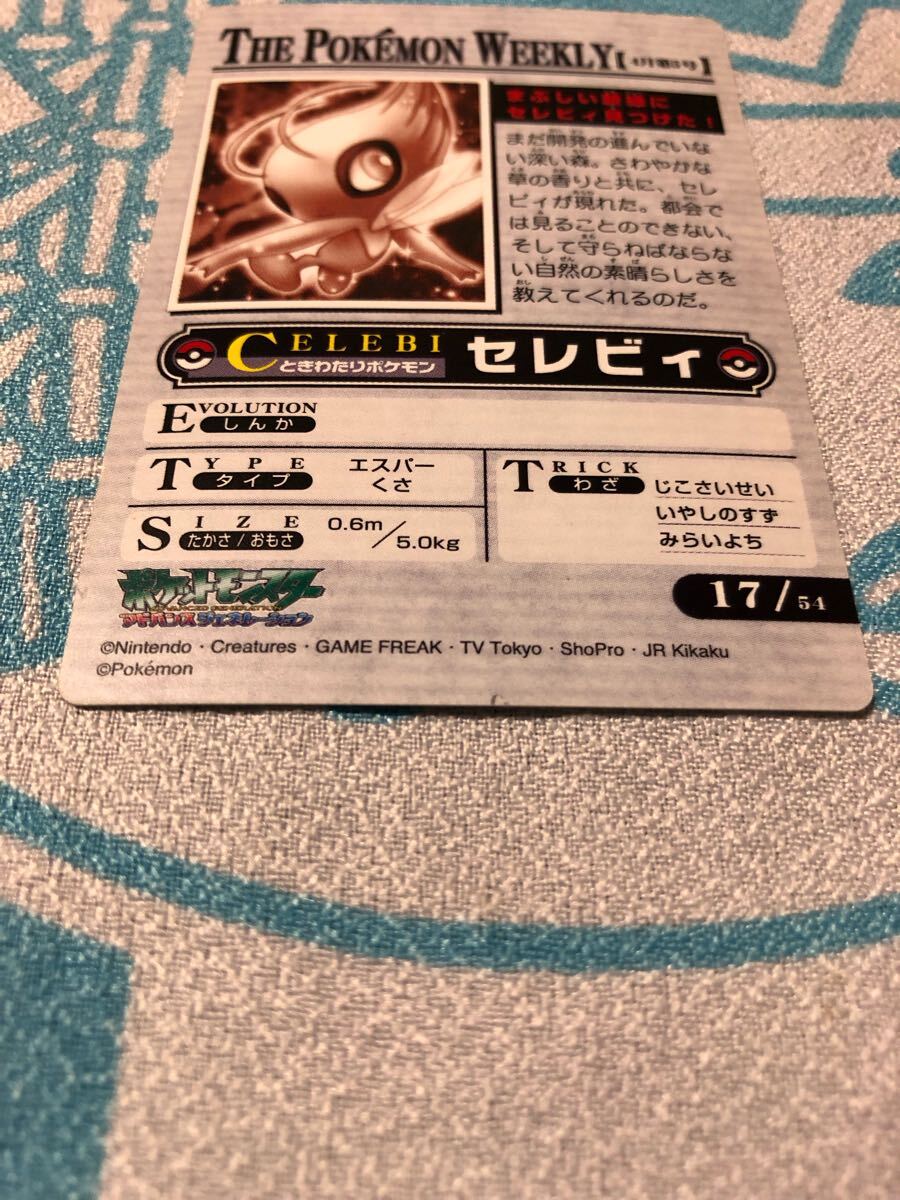 THE POKÉMON WEEKLY【4月第5号】
まぶしい新緑に
セレビィ見つけた!
まだ開発の進んでいな
い深い森。さわやかな
草の香りと共に、セレ
ビィが現れた。都会で
は見ることのできない、
そして守らねばならな
い自然の素晴らしさを
教えてくれるのだ。
CELEBI
ときわたりポケモン
セレビィ
EVOLUTION
しんか
TYPE
タイプ
エスパー
くさ
SIZE
たかさ/おもさ
0.6m/5.0kg
TRICK
わざ
じこさいせい
いやしのすず
みらいよち
ポケットモンスター
アドバンスジェネレーション
17/54
©Nintendo・Creatures・GAME FREAK・TV Tokyo・ShoPro・JR Kikaku
©Pokémon